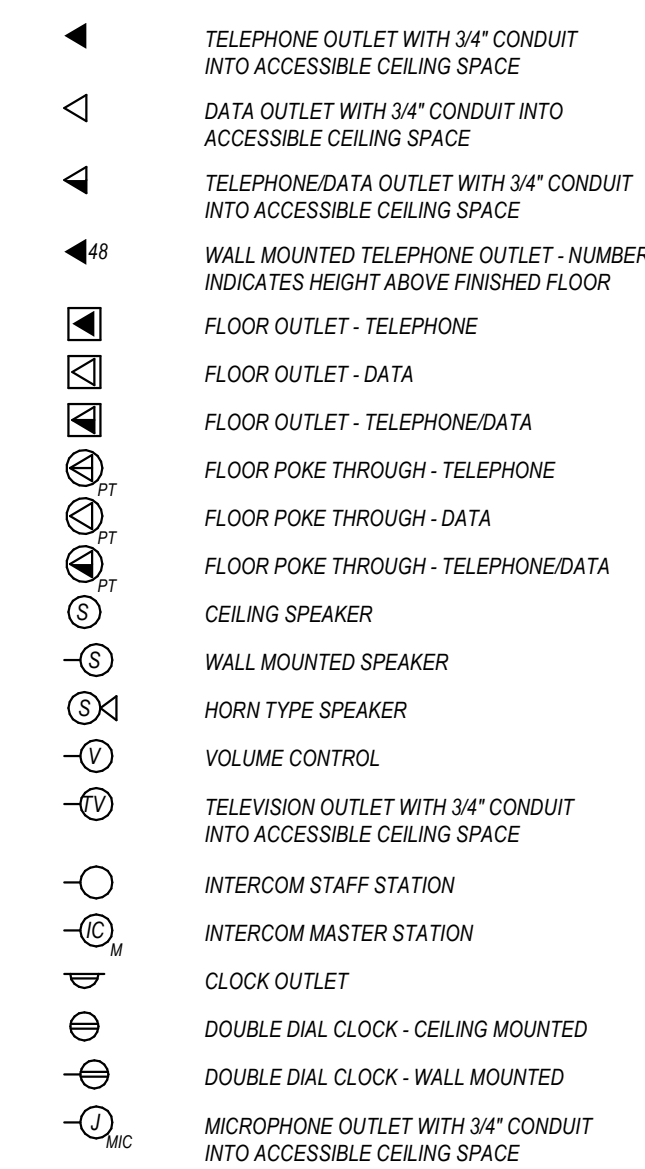 TELEPHONE OUTLET WITH 3/4" CONDUIT
INTO ACCESSIBLE CEILING SPACE
DATA OUTLET WITH 3/4" CONDUIT INTO
ACCESSIBLE CEILING SPACE
TELEPHONE/DATA OUTLET WITH 3/4" CONDUIT
INTO ACCESSIBLE CEILING SPACE
48 WALL MOUNTED TELEPHONE OUTLET - NUMBER
INDICATES HEIGHT ABOVE FINISHED FLOOR
FLOOR OUTLET - TELEPHONE
FLOOR OUTLET - DATA
FLOOR OUTLET - TELEPHONE/DATA
PT FLOOR POKE THROUGH - TELEPHONE
PT FLOOR POKE THROUGH - DATA
PT FLOOR POKE THROUGH - TELEPHONE/DATA
S CEILING SPEAKER
S WALL MOUNTED SPEAKER
S HORN TYPE SPEAKER
V VOLUME CONTROL
TV TELEVISION OUTLET WITH 3/4" CONDUIT
INTO ACCESSIBLE CEILING SPACE
INTERCOM STAFF STATION
IC M INTERCOM MASTER STATION
CLOCK OUTLET
DOUBLE DIAL CLOCK - CEILING MOUNTED
DOUBLE DIAL CLOCK - WALL MOUNTED
J MIC MICROPHONE OUTLET WITH 3/4" CONDUIT
INTO ACCESSIBLE CEILING SPACE